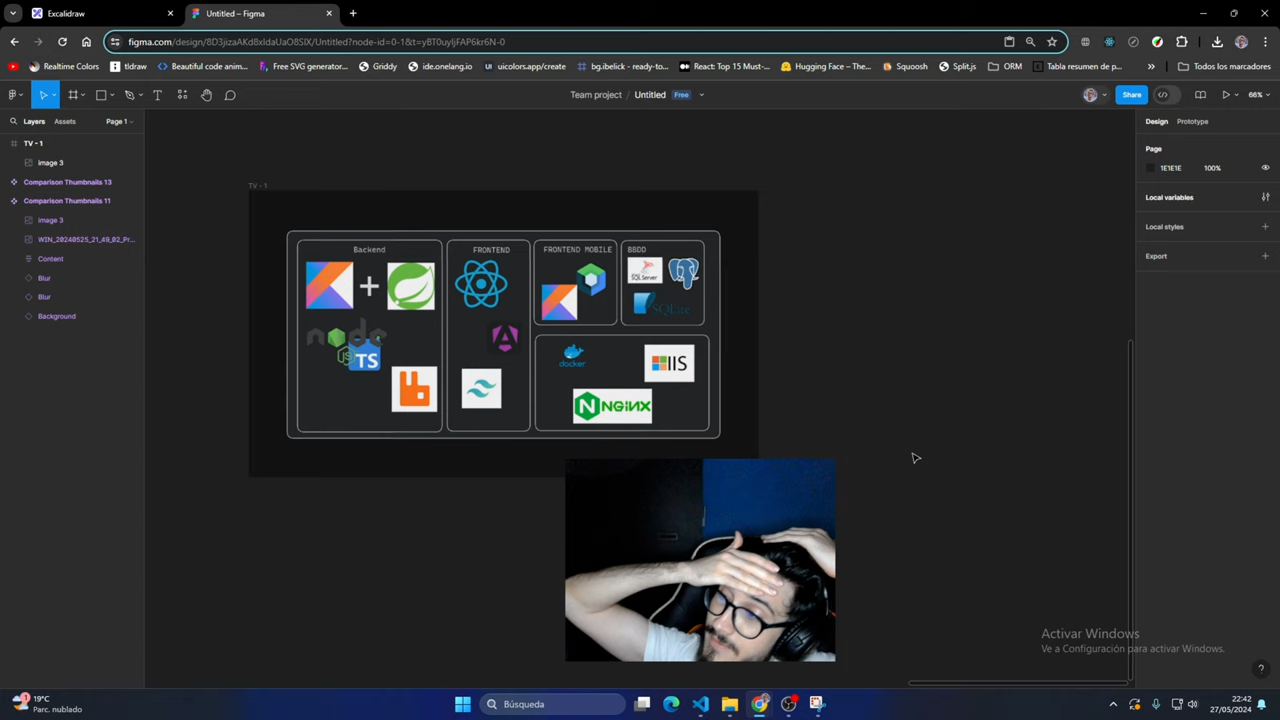 Excalidraw
Untitled – Figma
figma.com/design/8D3jizaAKd8xIdaUaO8SIX/Untitled?node-id=0-1&t=yBT0uyIjFAP6kr6N-0
Realtime Colors
tldraw
Beautiful code anim...
Free SVG generator...
Griddy
ide.onelang.io
uicolors.app/create
bg.ibelick - ready-to...
React: Top 15 Must-...
Hugging Face – The...
Squoosh
Split.js
ORM
Tabla resumen de p...
Todos los marcadores
Team project / Untitled Free
Share
66%
Layers Assets Page 1
Design Prototype
TV - 1
image 3
Comparison Thumbnails 13
Comparison Thumbnails 11
image 3
WIN_20240525_21_49_02_Pr...
Content
Blur
Blur
Background
Page
1E1E1E 100%
Local variables
Local styles
Export
TV - 1
Backend
FRONTEND
FRONTEND MOBILE
BBDD
SQL Server
SQLite
node
JS
TS
docker
IIS
NGINX
Activar Windows
Ve a Configuración para activar Windows.
1
19°C
Parc. nublado
Búsqueda
22:42
27/05/2024